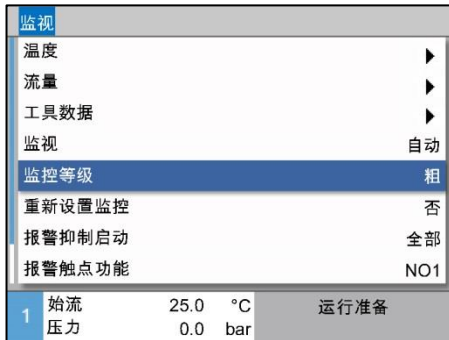 监视
温度
流量
工具数据
监视 自动
监控等级 粗
重新设置监控 否
报警抑制启动 全部
报警触点功能 NO1
1 始流 25.0 °C 运行准备
压力 0.0 bar